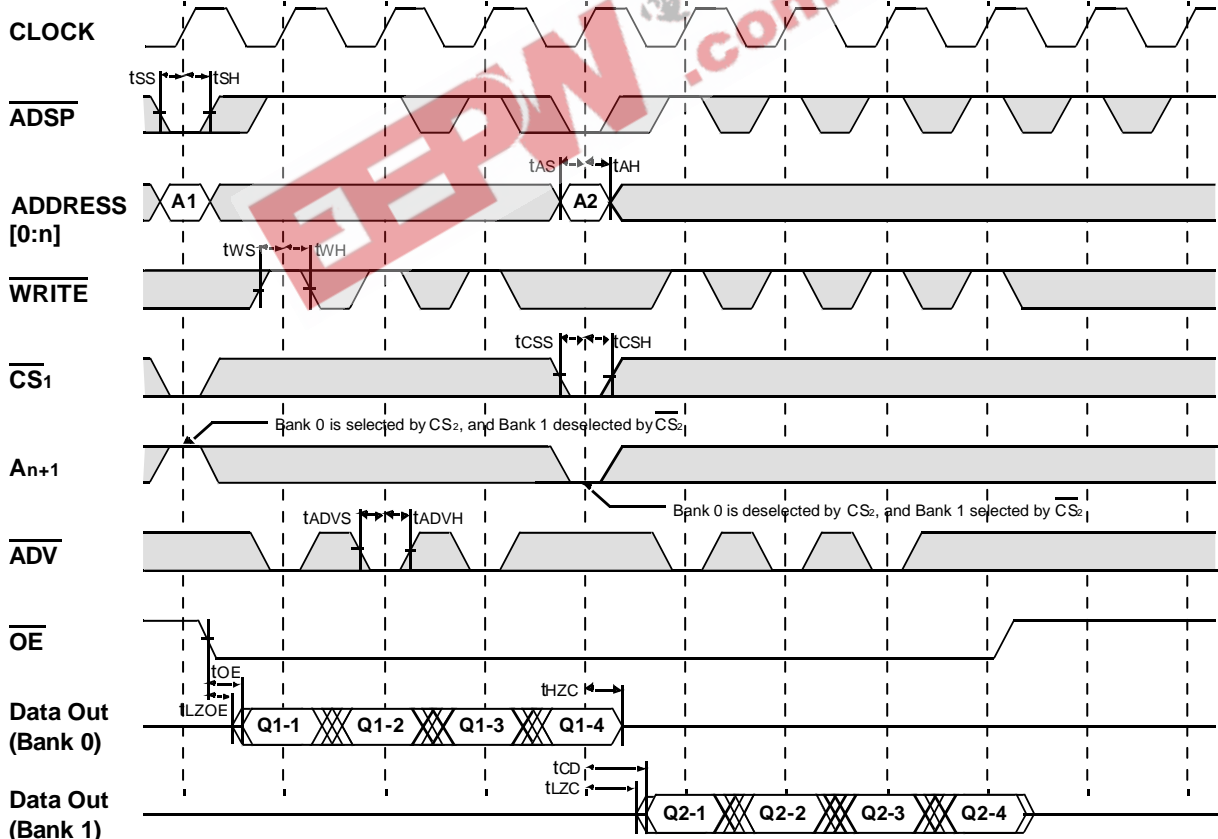 CLOCK
tSS tSH
ADSP
tAS tAH
ADDRESS
[0:n]
A1 A2
tWS tWH
WRITE
tCSS tCSH
CS1
Bank 0 is selected by CS2, and Bank 1 deselected by CS2
An+1
Bank 0 is deselected by CS2, and Bank 1 selected by CS2
tADVS tADVH
ADV
OE
tOE
tLZOE
tHZC
Data Out
(Bank 0)
Q1-1 Q1-2 Q1-3 Q1-4
tCD
tLZC
Data Out
(Bank 1)
Q2-1 Q2-2 Q2-3 Q2-4
EEPW
.com